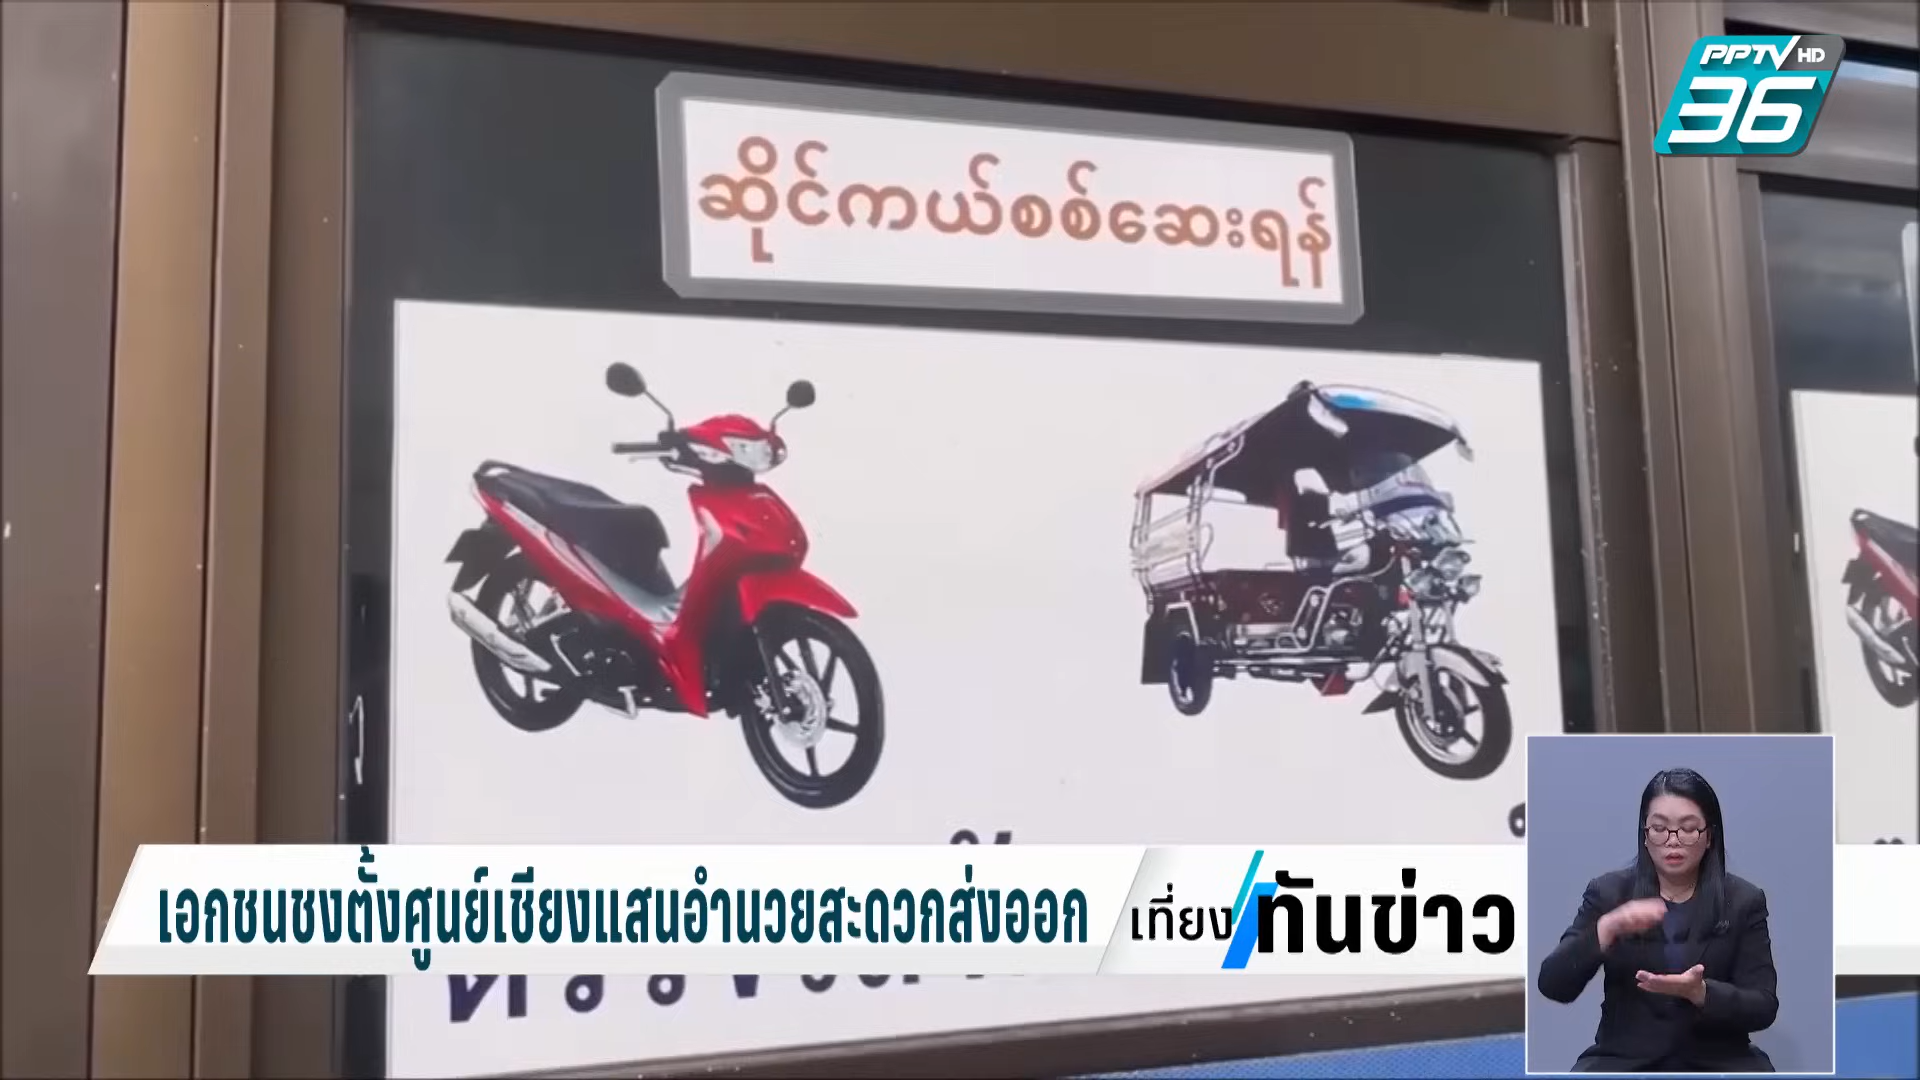 PPTV HD
36
ဆိုင်ကယ်စစ်ဆေးရန်
เอกชนชงตั้งศูนย์เชียงแสนอำนวยสะดวกส่งออก
เที่ยงทันข่าว